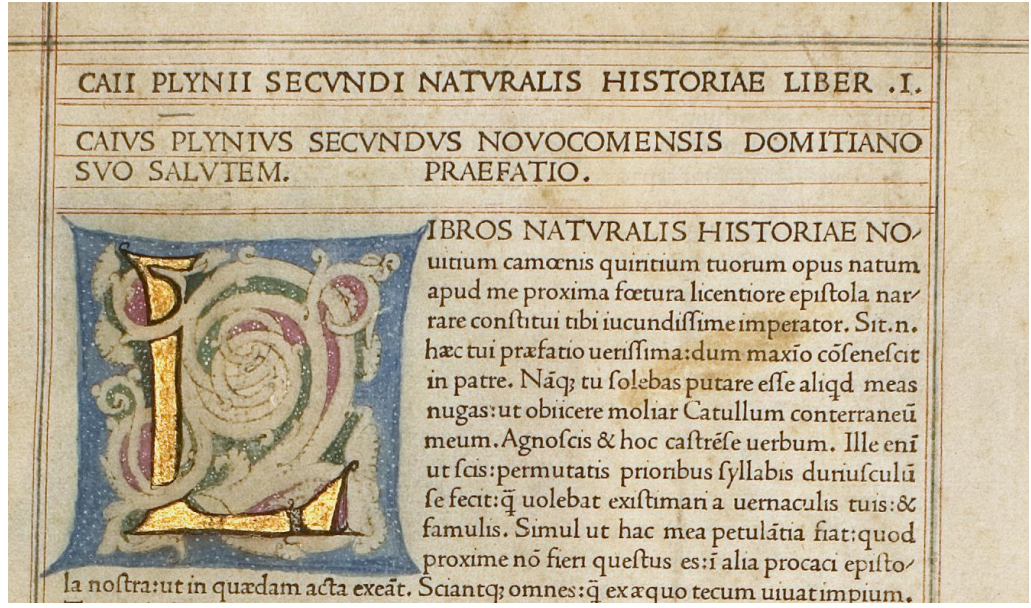 CAII PLYNII SECVNDI NATVRALIS HISTORIAE LIBER .I.
CAIVS PLYNIVS SECVNDVS NOVOCOMENSIS DOMITIANO
SVO SALVTEM. PRAEFATIO.
LIBROS NATVRALIS HISTORIAE NO⸗
uitium camœnis quiritium tuorum opus natum
apud me proxima fœtura licentiore epiſtola nar⸗
rare conſtitui tibi iucundiſſime imperator. Sit.n.
hæc tui præfatio ueriſſima:dum maxīo cōſeneſcit
in patre. Nāqꝫ tu ſolebas putare eſſe aliqd meas
nugas:ut obiicere moliar Catullum conterraneū
meum.Agnoſcis & hoc caſtrēſe uerbum. Ille enī
ut ſcis:permutatis prioribus ſyllabis duriuſculū
ſe fecit:q̄ uolebat exiſtimari a uernaculis tuis:&
famulis. Simul ut hac mea petulātia fiat:quod
proxime nō fieri queſtus es:ī alia procaci epiſto⸗
la noſtra:ut in quædam acta exeāt. Sciantqꝫ omnes:q̄ ex æquo tecum uiuat impium.